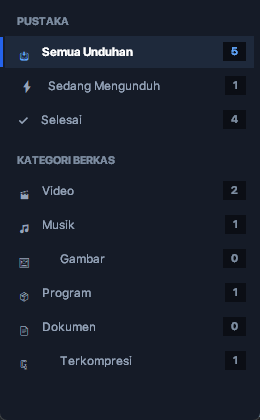 PUSTAKA
Semua Unduhan 5
Sedang Mengunduh 1
Selesai 4
KATEGORI BERKAS
Video 2
Musik 1
Gambar 0
Program 1
Dokumen 0
Terkompresi 1